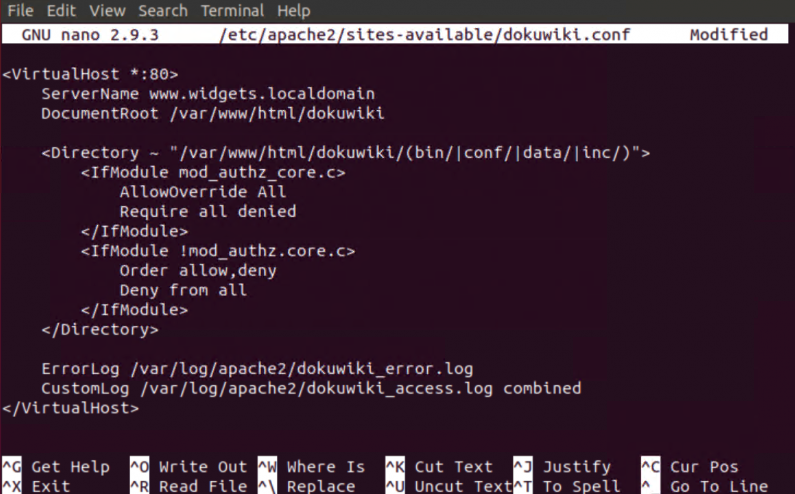 File Edit View Search Terminal Help
GNU nano 2.9.3 /etc/apache2/sites-available/dokuwiki.conf Modified
<VirtualHost *:80>
    ServerName www.widgets.localdomain
    DocumentRoot /var/www/html/dokuwiki
    <Directory ~ "/var/www/html/dokuwiki/(bin/|conf/|data/|inc/)">
        <IfModule mod_authz_core.c>
            AllowOverride All
            Require all denied
        </IfModule>
        <IfModule !mod_authz.core.c>
            Order allow,deny
            Deny from all
        </IfModule>
    </Directory>
    ErrorLog /var/log/apache2/dokuwiki_error.log
    CustomLog /var/log/apache2/dokuwiki_access.log combined
</VirtualHost>
^G Get Help ^O Write Out ^W Where Is ^K Cut Text ^J Justify ^C Cur Pos
^X Exit ^R Read File ^\ Replace ^U Uncut Text ^T To Spell ^_ Go To Line